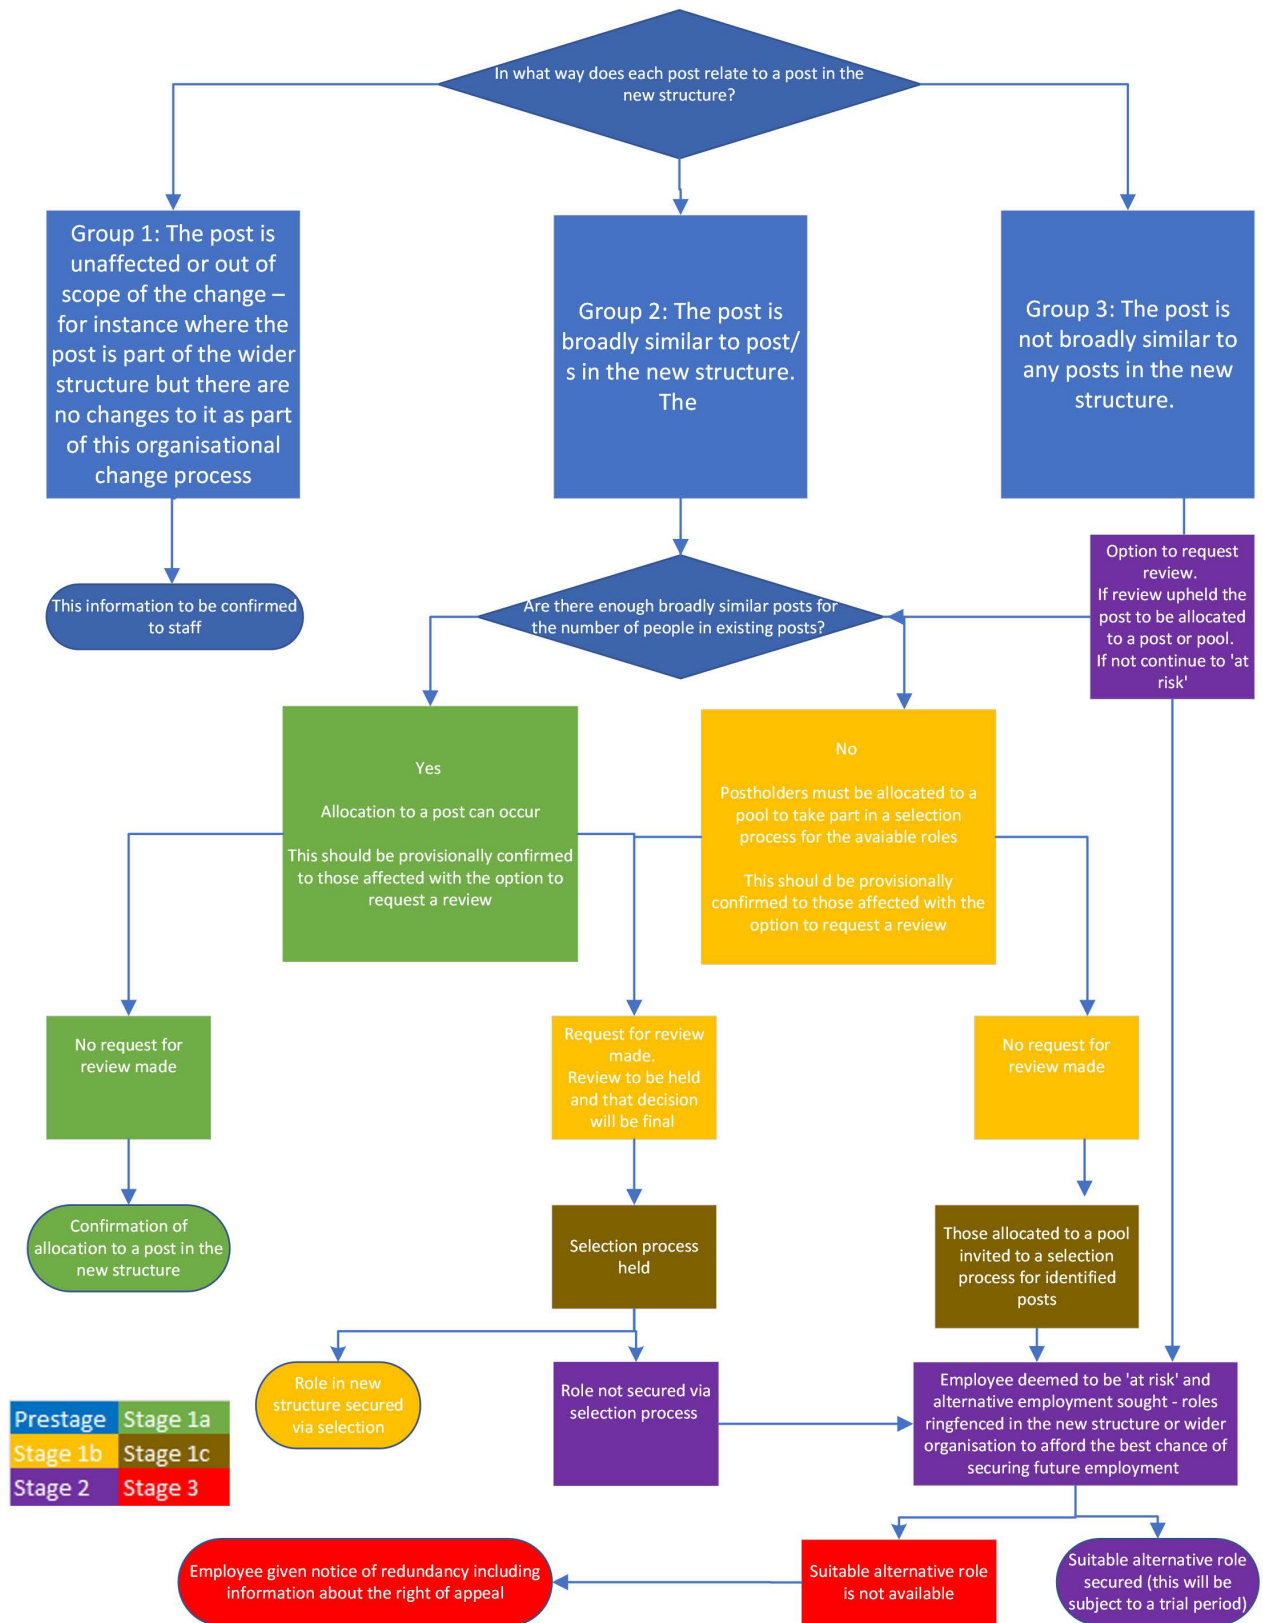 In what way does each post relate to a post in the
new structure?
Group 1: The post is
unaffected or out of
scope of the change –
for instance where the
post is part of the wider
structure but there are
no changes to it as part
of this organisational
change process
Group 2: The post is
broadly similar to post/
s in the new structure.
The
Group 3: The post is
not broadly similar to
any posts in the new
structure.
This information to be confirmed
to staff
Are there enough broadly similar posts for
the number of people in existing posts?
Option to request
review.
If review upheld the
post to be allocated
to a post or pool.
If not continue to 'at
risk'
Yes
Allocation to a post can occur
This should be provisionally confirmed
to those affected with the option to
request a review
No
Postholders must be allocated to a
pool to take part in a selection
process for the avaiable roles
This shoul d be provisionally
confirmed to those affected with the
option to request a review
No request for
review made
Request for review
made.
Review to be held
and that decision
will be final
No request for
review made
Confirmation of
allocation to a post in the
new structure
Selection process
held
Those allocated to a pool
invited to a selection
process for identified
posts
Role in new
structure secured
via selection
Role not secured via
selection process
Employee deemed to be 'at risk' and
alternative employment sought - roles
ringfenced in the new structure or wider
organisation to afford the best chance of
securing future employment
Prestage Stage 1a
Stage 1b Stage 1c
Stage 2 Stage 3
Employee given notice of redundancy including
information about the right of appeal
Suitable alternative role
is not available
Suitable alternative role
secured (this will be
subject to a trial period)